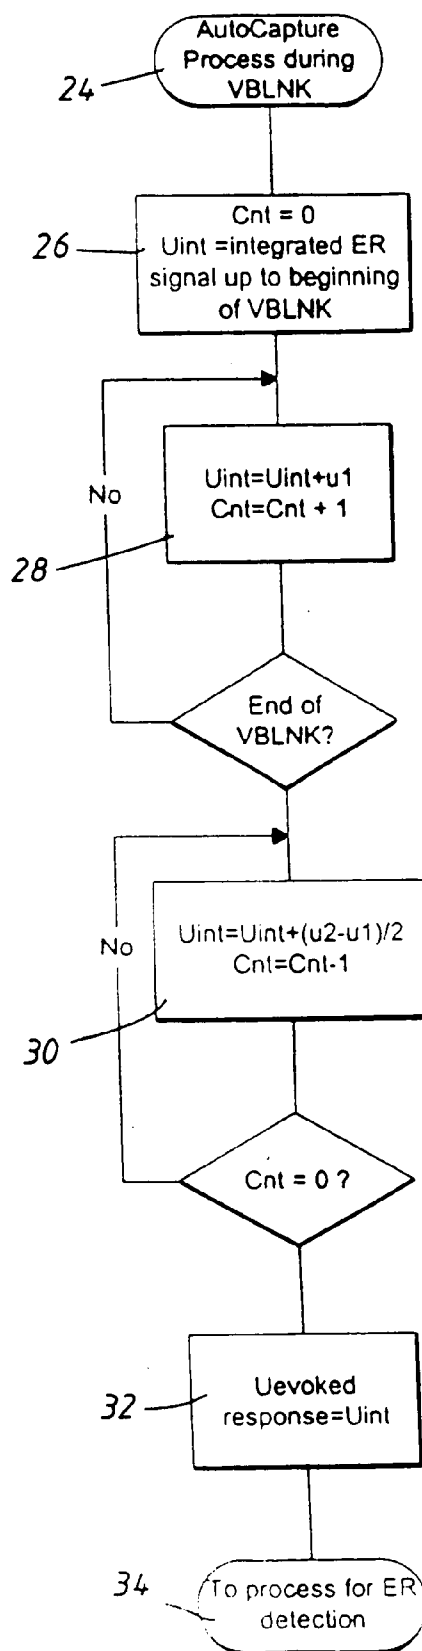 AutoCapture
Process during
VBLNK
24
Cnt = 0
Uint =integrated ER
signal up to beginning
of VBLNK
26
No
Uint=Uint+u1
Cnt=Cnt + 1
28
End of
VBLNK?
No
Uint=Uint+(u2-u1)/2
Cnt=Cnt-1
30
Cnt = 0 ?
Uevoked
response=Uint
32
To process for ER
detection
34